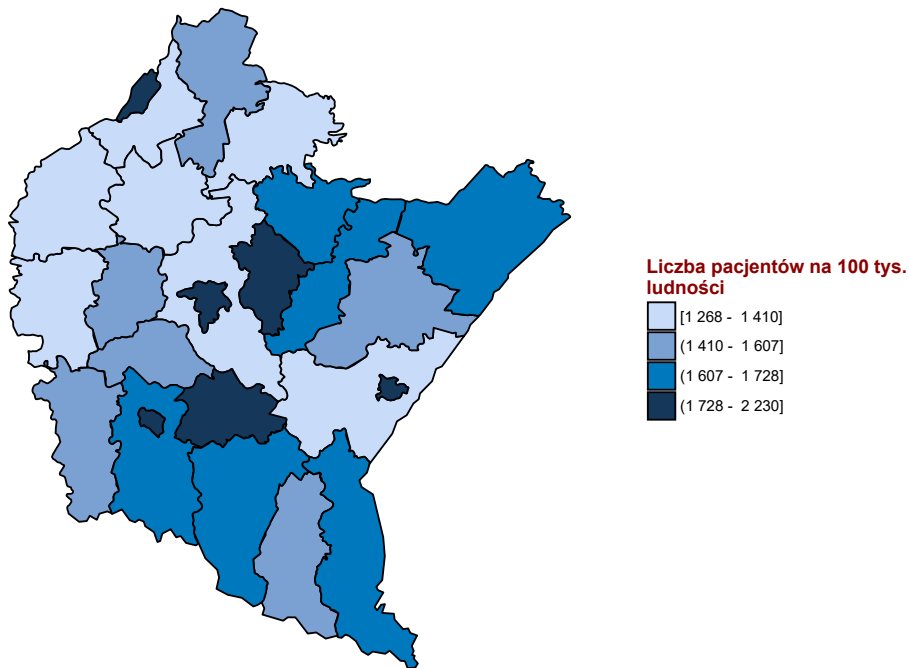 Liczba pacjentów na 100 tys.
ludności
[1 268 - 1 410]
(1 410 - 1 607]
(1 607 - 1 728]
(1 728 - 2 230]